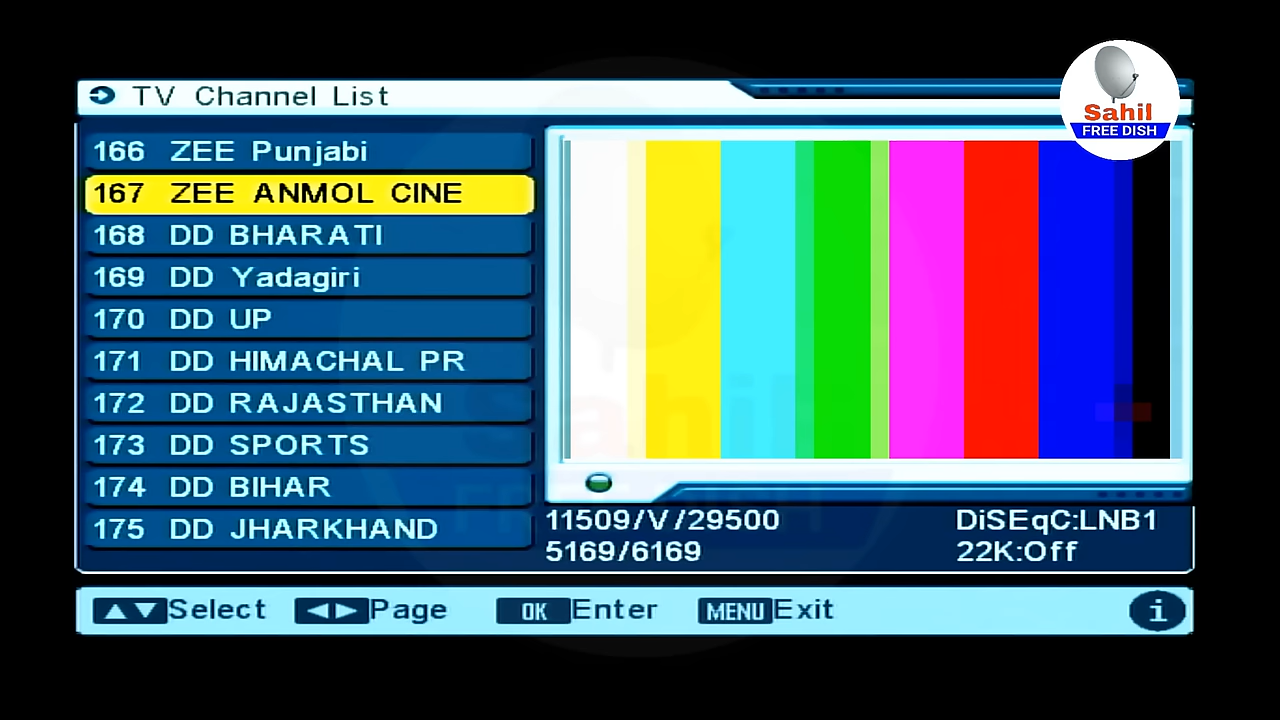 TV Channel List
Sahil
FREE DISH
166 ZEE Punjabi
167 ZEE ANMOL CINE
168 DD BHARATI
169 DD Yadagiri
170 DD UP
171 DD HIMACHAL PR
172 DD RAJASTHAN
173 DD SPORTS
174 DD BIHAR
175 DD JHARKHAND
11509/V/29500 DiSEqC:LNB1
5169/6169 22K:Off
Select Page OK Enter MENU Exit i